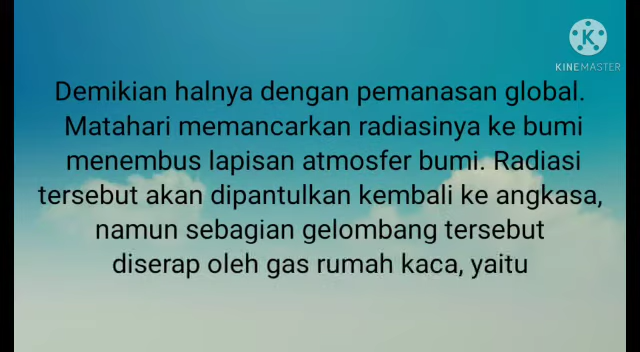 KINEMASTER
Demikian halnya dengan pemanasan global.
Matahari memancarkan radiasinya ke bumi
menembus lapisan atmosfer bumi. Radiasi
tersebut akan dipantulkan kembali ke angkasa,
namun sebagian gelombang tersebut
diserap oleh gas rumah kaca, yaitu